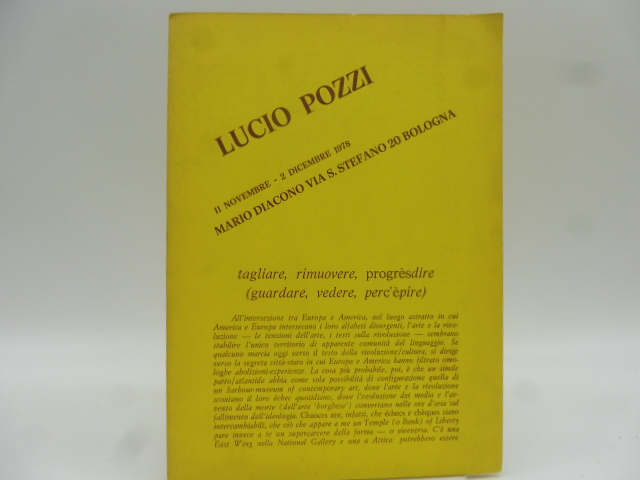 LUCIO POZZI
11 NOVEMBRE - 2 DICEMBRE 1978
MARIO DIACONO VIA S. STEFANO 20 BOLOGNA
tagliare, rimuovere, progrèsdire
(guardare, vedere, perc'èpire)
All'intersezione tra Europa e America, nel luogo astratto in cui
America e Europa intersecano i loro alfabeti divergenti, l'arte e la rivo-
luzione — le tensioni dell'arte, i testi sulla rivoluzione — sembrano
stabilire l'unico territorio di apparente comunità del linguaggio. Se
qualcuno marcia oggi verso il testo della rivoluzione/cultura, si dirige
verso la segreta città-stato in cui Europa e America hanno filtrato omo-
loghe abolizioni-esperienze. La cosa più probabile, poi, è che un simile
patto/atlantide abbia come sola possibilità di configurazione quella di
un harbour-museum of contemporary art, dove l'arte e la rivoluzione
scontano il loro échec quotidiano, dove l'evoluzione dei media e l'av-
vento della morte (dell'arte 'borghese') convertano nelle ore d'aria sul
fallimento dell'ideologia. Chances are, infatti, che échecs e chèques siano
intercambiabili, che ciò che appare a me un Temple (o Bank) of Liberty
paia invece a te un supercarcere della forma — o viceversa. C'è una
East Wing nella National Gallery e una a Attica: potrebbero essere